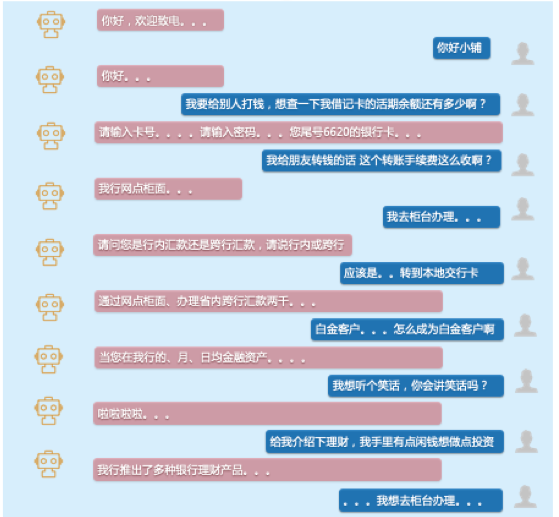 你好，欢迎致电。。。
你好小铺
你好。。。
我要给别人打钱，想查一下我借记卡的活期余额还有多少啊？
请输入卡号。。。。请输入密码。。。您尾号6620的银行卡。。。
我给朋友转钱的话 这个转账手续费这么收啊？
我行网点柜面。。。
我去柜台办理。。。
请问您是行内汇款还是跨行汇款，请说行内或跨行
应该是。。转到本地交行卡
通过网点柜面、办理省内跨行汇款两干。。。
白金客户。。。怎么成为白金客户啊
当您在我行的、月、日均金融资产。。。。
我想听个笑话，你会讲笑话吗？
啦啦啦啦。。。
给我介绍下理财，我手里有点闲钱想做点投资
我行推出了多种银行理财产品。。。
。。。我想去柜台办理。。。